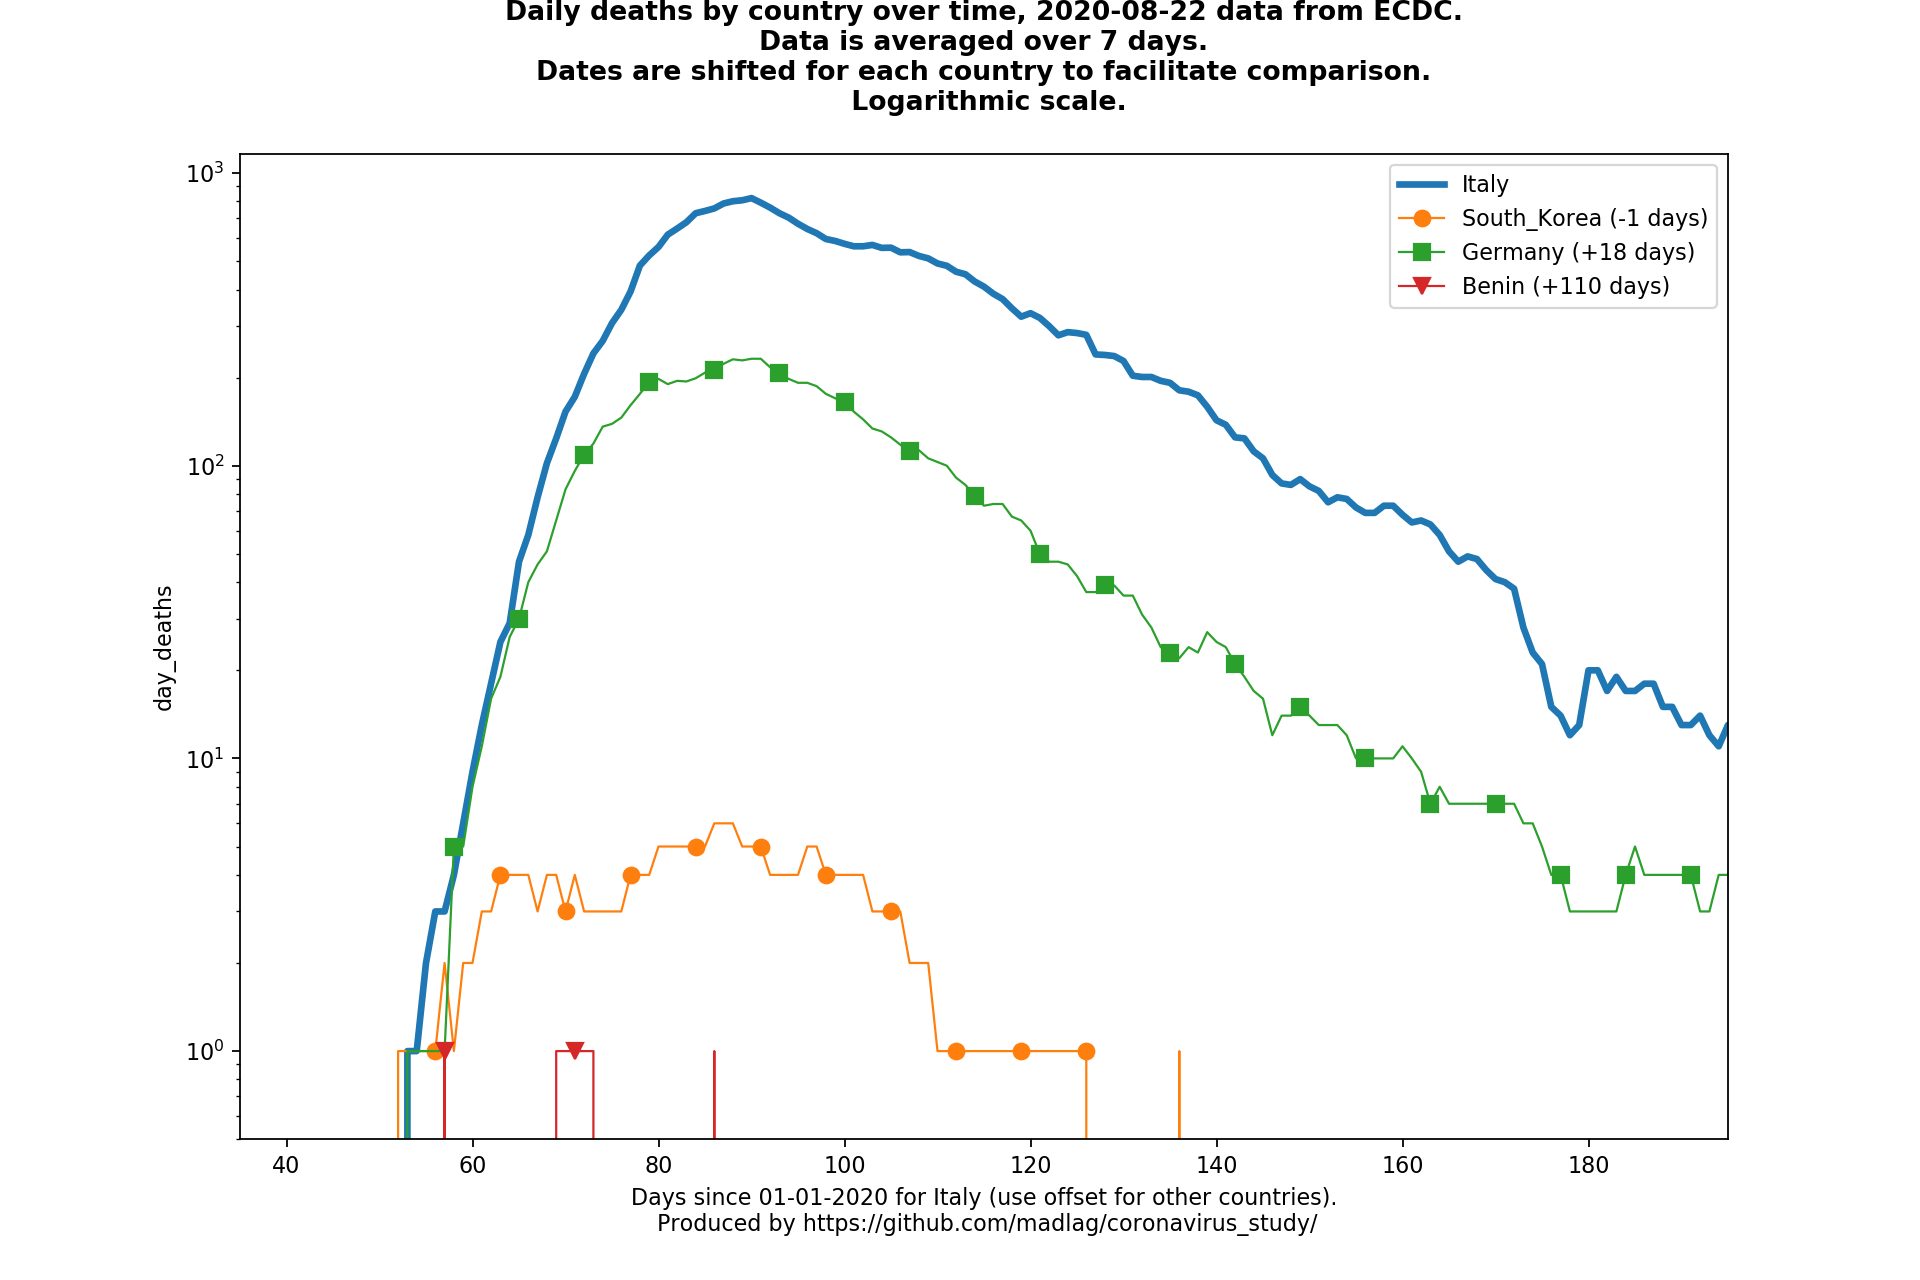 Daily deaths by country over time, 2020-08-22 data from ECDC.
Data is averaged over 7 days.
Dates are shifted for each country to facilitate comparison.
Logarithmic scale.
10³
10²
10¹
10⁰
day_deaths
Italy
South_Korea (-1 days)
Germany (+18 days)
Benin (+110 days)
40 60 80 100 120 140 160 180
Days since 01-01-2020 for Italy (use offset for other countries).
Produced by https://github.com/madlag/coronavirus_study/